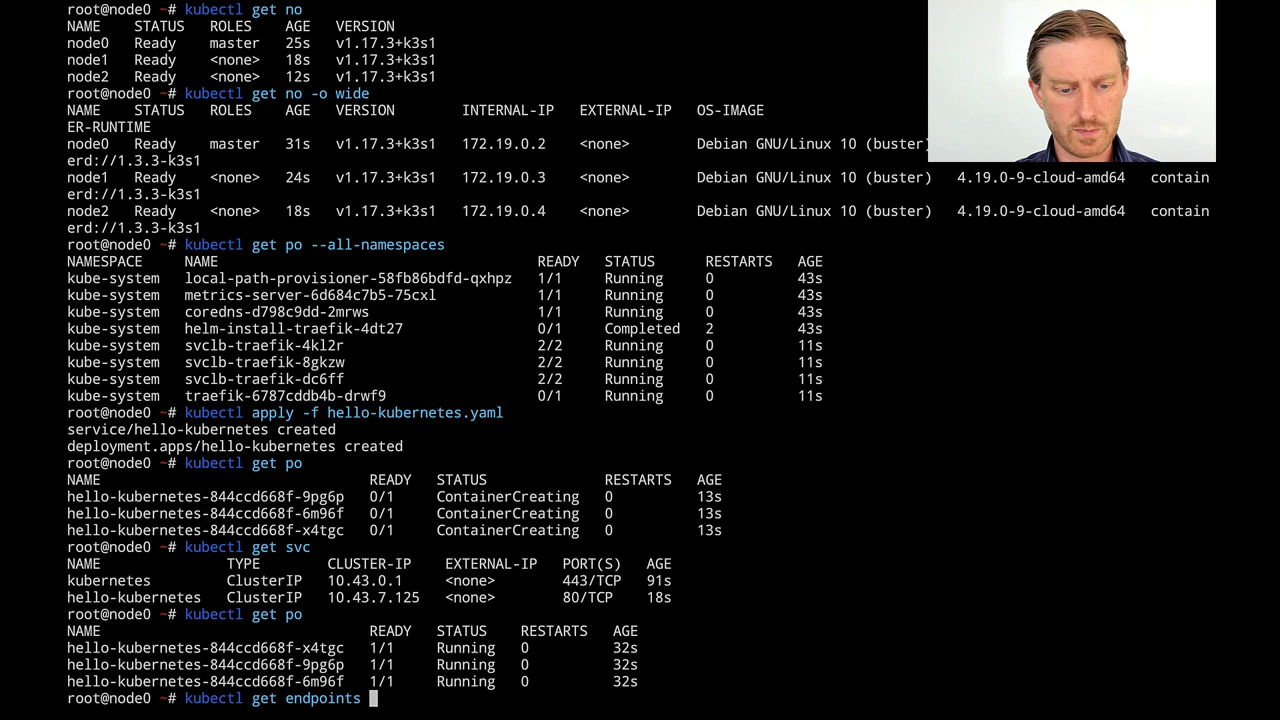 root@node0 ~# kubectl get no
NAME    STATUS   ROLES    AGE   VERSION
node0   Ready    master   25s   v1.17.3+k3s1
node1   Ready    <none>   18s   v1.17.3+k3s1
node2   Ready    <none>   12s   v1.17.3+k3s1
root@node0 ~# kubectl get no -o wide
NAME    STATUS   ROLES    AGE   VERSION        INTERNAL-IP   EXTERNAL-IP   OS-IMAGE
ER-RUNTIME
node0   Ready    master   31s   v1.17.3+k3s1   172.19.0.2    <none>        Debian GNU/Linux 10 (buster)
erd://1.3.3-k3s1
node1   Ready    <none>   24s   v1.17.3+k3s1   172.19.0.3    <none>        Debian GNU/Linux 10 (buster)   4.19.0-9-cloud-amd64   contain
erd://1.3.3-k3s1
node2   Ready    <none>   18s   v1.17.3+k3s1   172.19.0.4    <none>        Debian GNU/Linux 10 (buster)   4.19.0-9-cloud-amd64   contain
erd://1.3.3-k3s1
root@node0 ~# kubectl get po --all-namespaces
NAMESPACE     NAME                                      READY   STATUS      RESTARTS   AGE
kube-system   local-path-provisioner-58fb86bdfd-qxhpz   1/1     Running     0          43s
kube-system   metrics-server-6d684c7b5-75cxl            1/1     Running     0          43s
kube-system   coredns-d798c9dd-2mrws                    1/1     Running     0          43s
kube-system   helm-install-traefik-4dt27                0/1     Completed   2          43s
kube-system   svclb-traefik-4kl2r                       2/2     Running     0          11s
kube-system   svclb-traefik-8gkzw                       2/2     Running     0          11s
kube-system   svclb-traefik-dc6ff                       2/2     Running     0          11s
kube-system   traefik-6787cddb4b-drwf9                  0/1     Running     0          11s
root@node0 ~# kubectl apply -f hello-kubernetes.yaml
service/hello-kubernetes created
deployment.apps/hello-kubernetes created
root@node0 ~# kubectl get po
NAME                                READY   STATUS              RESTARTS   AGE
hello-kubernetes-844ccd668f-9pg6p   0/1     ContainerCreating   0          13s
hello-kubernetes-844ccd668f-6m96f   0/1     ContainerCreating   0          13s
hello-kubernetes-844ccd668f-x4tgc   0/1     ContainerCreating   0          13s
root@node0 ~# kubectl get svc
NAME               TYPE        CLUSTER-IP    EXTERNAL-IP   PORT(S)   AGE
kubernetes         ClusterIP   10.43.0.1     <none>        443/TCP   91s
hello-kubernetes   ClusterIP   10.43.7.125   <none>        80/TCP    18s
root@node0 ~# kubectl get po
NAME                                READY   STATUS    RESTARTS   AGE
hello-kubernetes-844ccd668f-x4tgc   1/1     Running   0          32s
hello-kubernetes-844ccd668f-9pg6p   1/1     Running   0          32s
hello-kubernetes-844ccd668f-6m96f   1/1     Running   0          32s
root@node0 ~# kubectl get endpoints